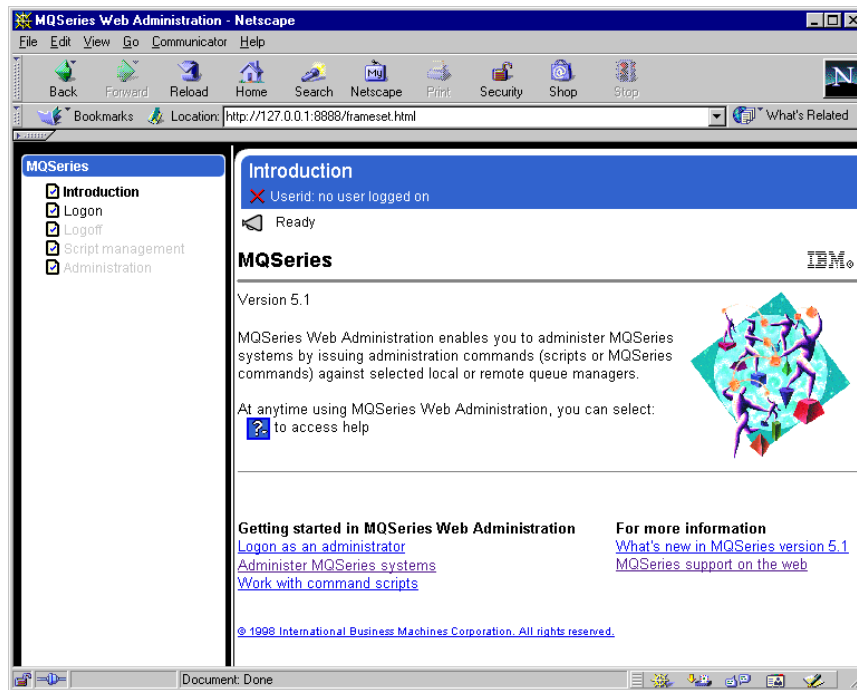 MQSeries Web Administration - Netscape
File Edit View Go Communicator Help
Back Forward Reload Home Search Netscape Print Security Shop Stop
My
N
Bookmarks Location: http://127.0.0.1:8888/frameset.html What's Related
MQSeries
Introduction
Logon
Logoff
Script management
Administration
Introduction
Userid: no user logged on
Ready
MQSeries IBM
Version 5.1
MQSeries Web Administration enables you to administer MQSeries
systems by issuing administration commands (scripts or MQSeries
commands) against selected local or remote queue managers.
At anytime using MQSeries Web Administration, you can select:
? to access help
Getting started in MQSeries Web Administration
Logon as an administrator
Administer MQSeries systems
Work with command scripts
For more information
What's new in MQSeries version 5.1
MQSeries support on the web
© 1998 International Business Machines Corporation. All rights reserved.
Document: Done